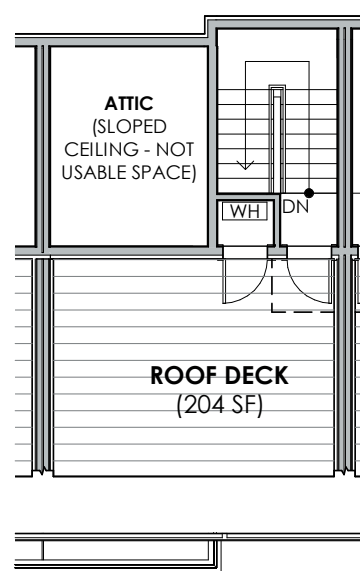 ATTIC
(SLOPED
CEILING - NOT
USABLE SPACE)
WH
DN
ROOF DECK
(204 SF)